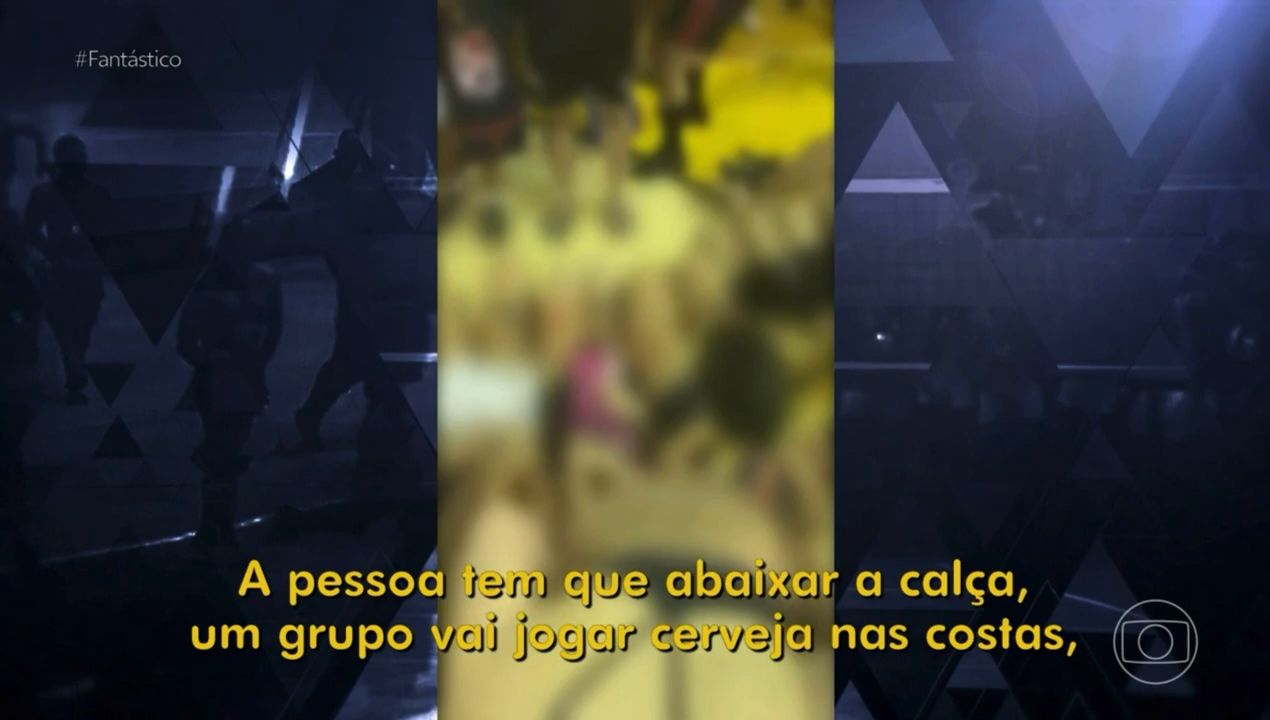 #Fantástico
A pessoa tem que abaixar a calça,
um grupo vai jogar cerveja nas costas,